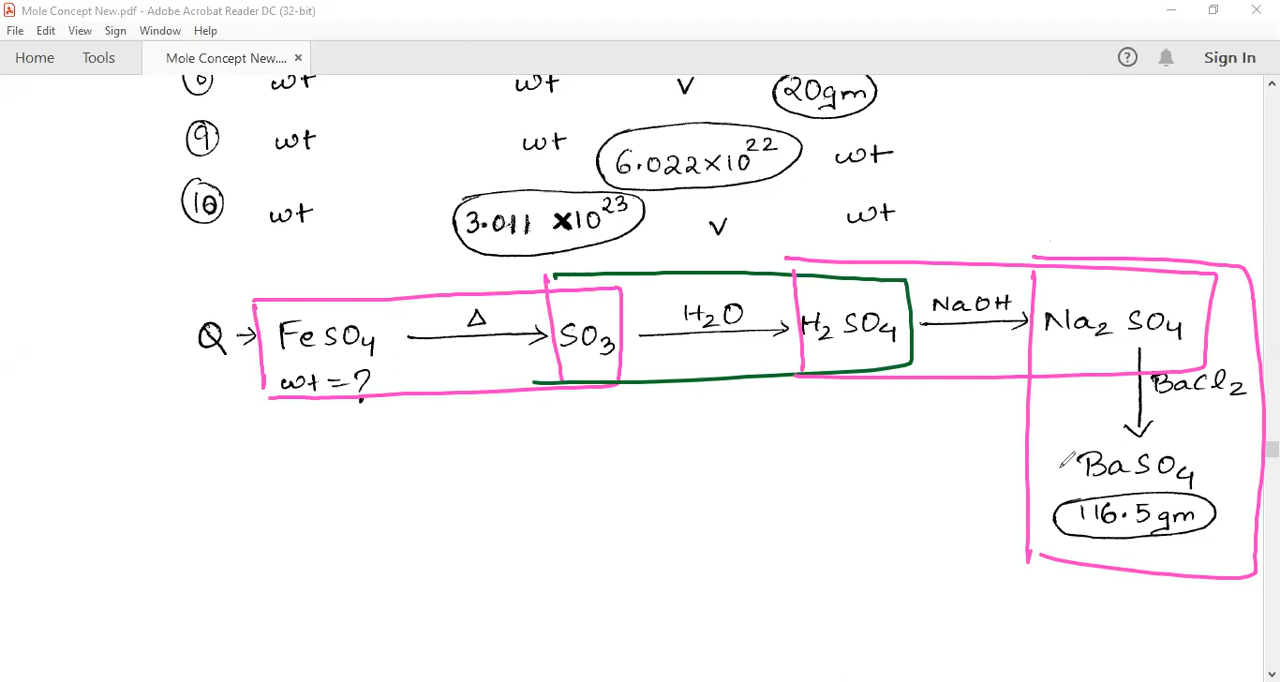 Mole Concept New.pdf - Adobe Acrobat Reader DC (32-bit)
File Edit View Sign Window Help
Home Tools Mole Concept New.... × Sign In
wt wt v 20gm
9 wt wt 6.022×10^22 wt
10 wt 3.011 ×10^23 v wt
Q → FeSO4 Δ→ SO3 H2O→ H2SO4 NaOH→ Na2SO4
wt = ?
BaCl2
BaSO4
116.5gm